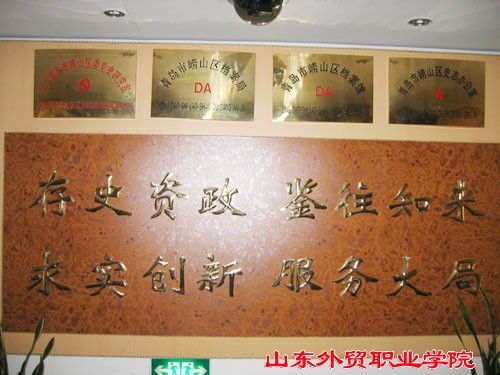 青岛市崂山区档案局
DA
青岛市崂山区档案馆
DA
青岛市崂山区史志办公室
存史资政 鉴往知来
求实创新 服务大局
山东外贸职业学院